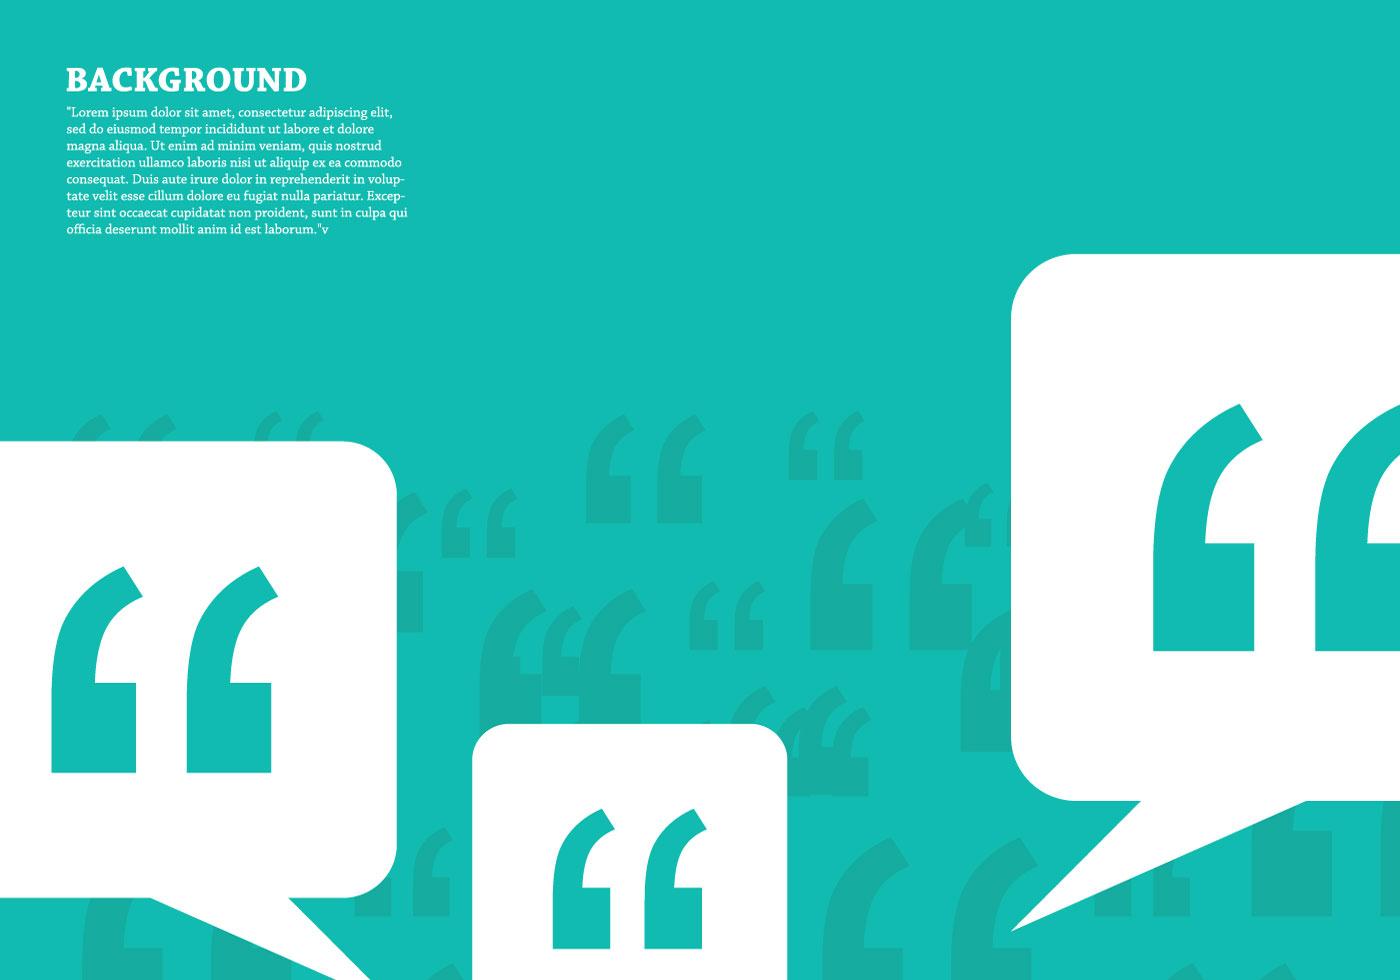 BACKGROUND
"Lorem ipsum dolor sit amet, consectetur adipiscing elit,
sed do eiusmod tempor incididunt ut labore et dolore
magna aliqua. Ut enim ad minim veniam, quis nostrud
exercitation ullamco laboris nisi ut aliquip ex ea commodo
consequat. Duis aute irure dolor in reprehenderit in volup-
tate velit esse cillum dolore eu fugiat nulla pariatur. Excep-
teur sint occaecat cupidatat non proident, sunt in culpa qui
officia deserunt mollit anim id est laborum."v